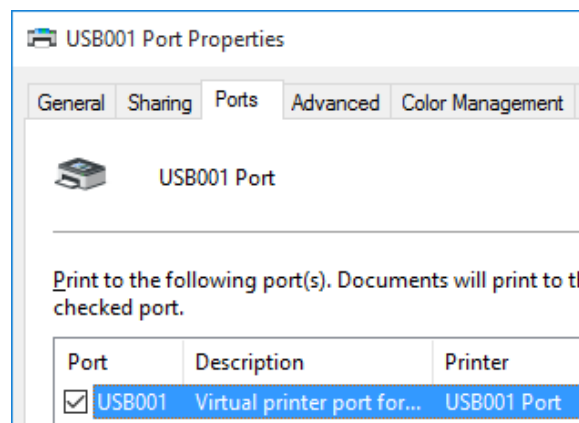 USB001 Port Properties
General Sharing Ports Advanced Color Management
USB001 Port
Print to the following port(s). Documents will print to
checked port.
Port Description Printer
USB001 Virtual printer port for... USB001 Port